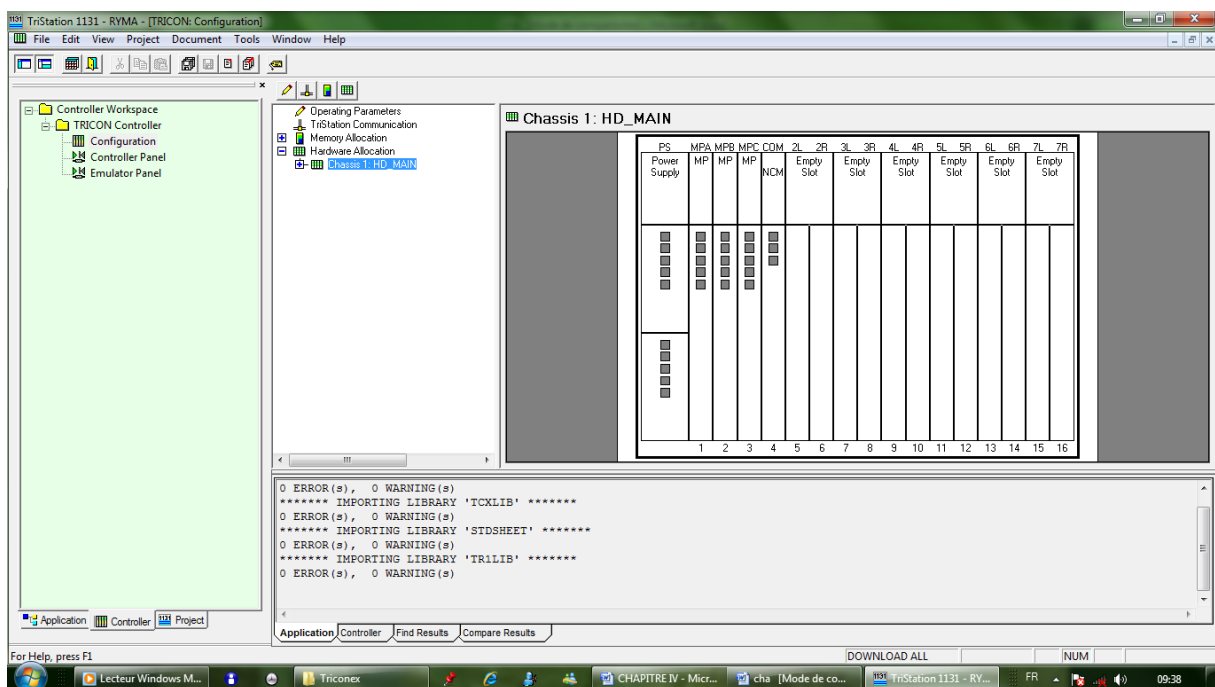 TriStation 1131 - RYMA - [TRICON: Configuration]
File Edit View Project Document Tools Window Help
Controller Workspace
TRICON Controller
Configuration
Controller Panel
Emulator Panel
Operating Parameters
TriStation Communication
Memory Allocation
Hardware Allocation
Chassis 1: HD_MAIN
Chassis 1: HD_MAIN
PS MPA MPB MPC COM 2L 2R 3L 3R 4L 4R 5L 5R 6L 6R 7L 7R
Power MP MP MP Empty Empty Empty Empty Empty Empty
Supply NCM Slot Slot Slot Slot Slot Slot
1 2 3 4 5 6 7 8 9 10 11 12 13 14 15 16
0 ERROR(s), 0 WARNING(s)
******* IMPORTING LIBRARY 'TCXLIB' *******
0 ERROR(s), 0 WARNING(s)
******* IMPORTING LIBRARY 'STDSHEET' *******
0 ERROR(s), 0 WARNING(s)
******* IMPORTING LIBRARY 'TR1LIB' *******
0 ERROR(s), 0 WARNING(s)
Application Controller Project
Application Controller Find Results Compare Results
For Help, press F1 DOWNLOAD ALL NUM
Lecteur Windows M... Triconex CHAPITRE IV - Micr... cha [Mode de co... TriStation 1131 - RY... FR 09:38